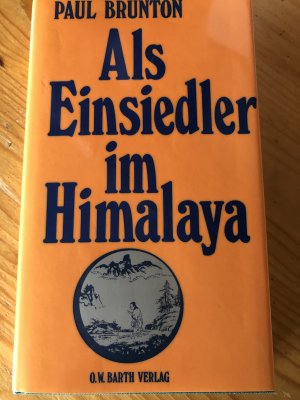 PAUL BRUNTON
Als
Einsiedler
im
Himalaya
O.W. BARTH VERLAG